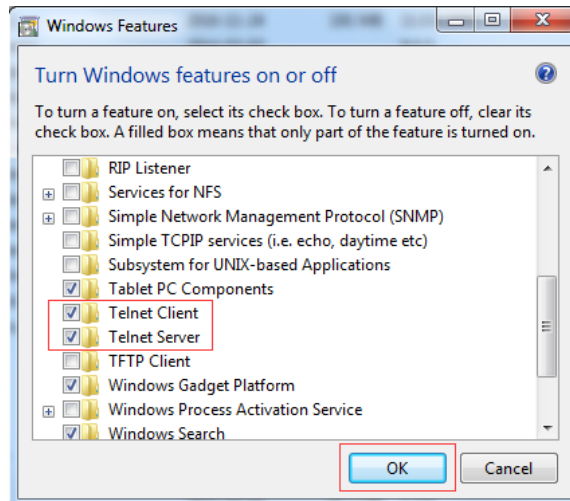 Windows Features
Turn Windows features on or off
To turn a feature on, select its check box. To turn a feature off, clear its
check box. A filled box means that only part of the feature is turned on.
RIP Listener
Services for NFS
Simple Network Management Protocol (SNMP)
Simple TCPIP services (i.e. echo, daytime etc)
Subsystem for UNIX-based Applications
Tablet PC Components
Telnet Client
Telnet Server
TFTP Client
Windows Gadget Platform
Windows Process Activation Service
Windows Search
OK Cancel